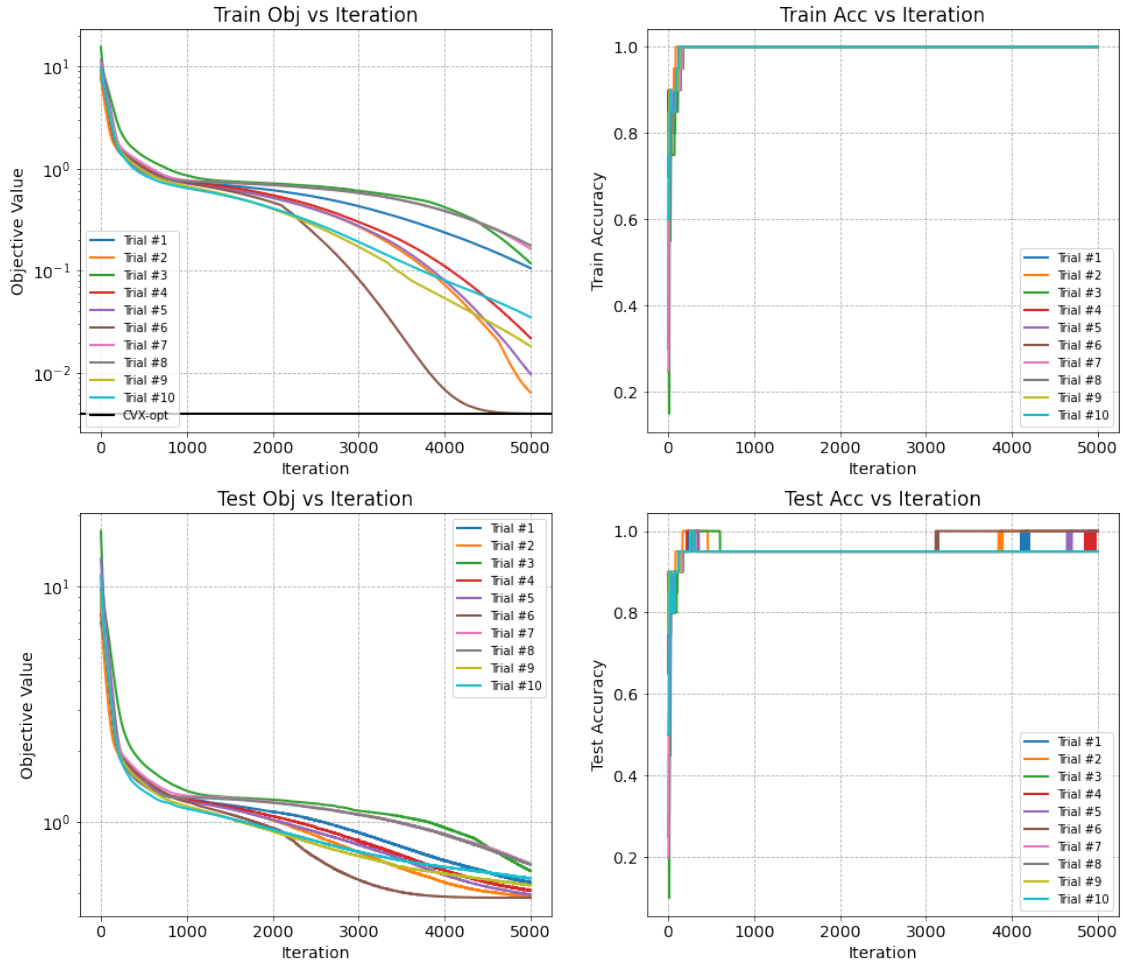 Train Obj vs Iteration
Objective Value
10¹
10⁰
10⁻¹
10⁻²
Trial #1
Trial #2
Trial #3
Trial #4
Trial #5
Trial #6
Trial #7
Trial #8
Trial #9
Trial #10
CVX-opt
0 1000 2000 3000 4000 5000
Iteration
Train Acc vs Iteration
Train Accuracy
1.0
0.8
0.6
0.4
0.2
Trial #1
Trial #2
Trial #3
Trial #4
Trial #5
Trial #6
Trial #7
Trial #8
Trial #9
Trial #10
0 1000 2000 3000 4000 5000
Iteration
Test Obj vs Iteration
Objective Value
10¹
10⁰
Trial #1
Trial #2
Trial #3
Trial #4
Trial #5
Trial #6
Trial #7
Trial #8
Trial #9
Trial #10
0 1000 2000 3000 4000 5000
Iteration
Test Acc vs Iteration
Test Accuracy
1.0
0.8
0.6
0.4
0.2
Trial #1
Trial #2
Trial #3
Trial #4
Trial #5
Trial #6
Trial #7
Trial #8
Trial #9
Trial #10
0 1000 2000 3000 4000 5000
Iteration